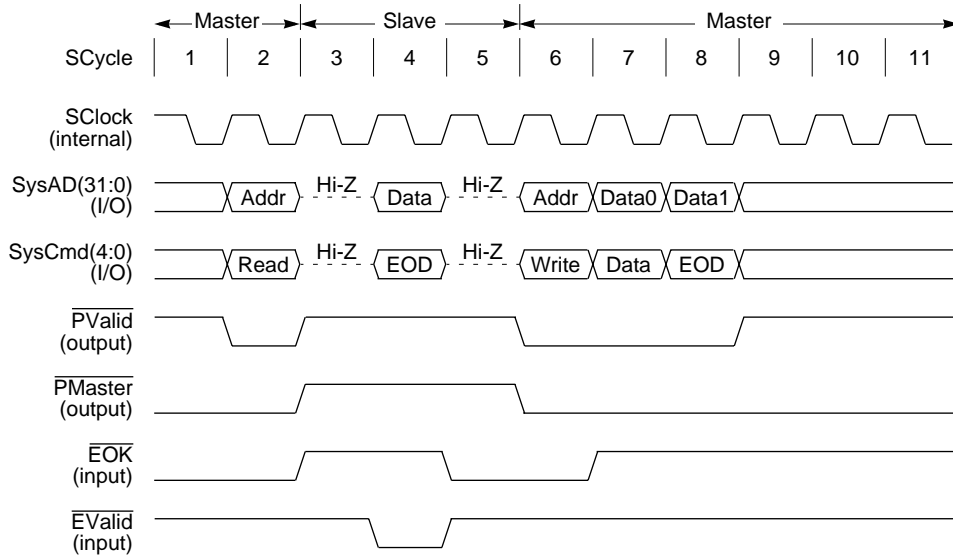 Master Slave Master
SCycle 1 2 3 4 5 6 7 8 9 10 11
SClock
(internal)
SysAD(31:0) Addr Hi-Z Data Hi-Z Addr Data0 Data1
(I/O)
SysCmd(4:0) Read Hi-Z EOD Hi-Z Write Data EOD
(I/O)
PValid
(output)
PMaster
(output)
EOK
(input)
EValid
(input)